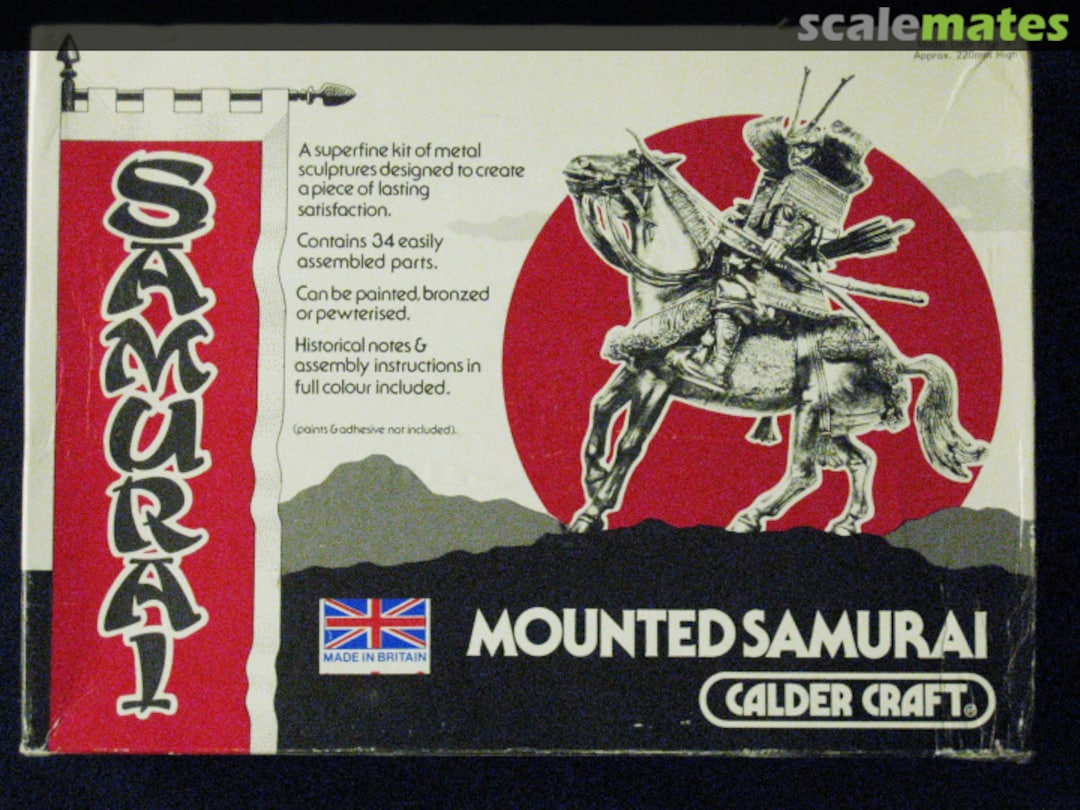 scalemates
Approx. 220mm High
SAMURAI
A superfine kit of metal
sculptures designed to create
a piece of lasting
satisfaction.
Contains 34 easily
assembled parts.
Can be painted, bronzed
or pewterised.
Historical notes &
assembly instructions in
full colour included.
(paints & adhesive not included).
MADE IN BRITAIN
MOUNTED SAMURAI
CALDER CRAFT®